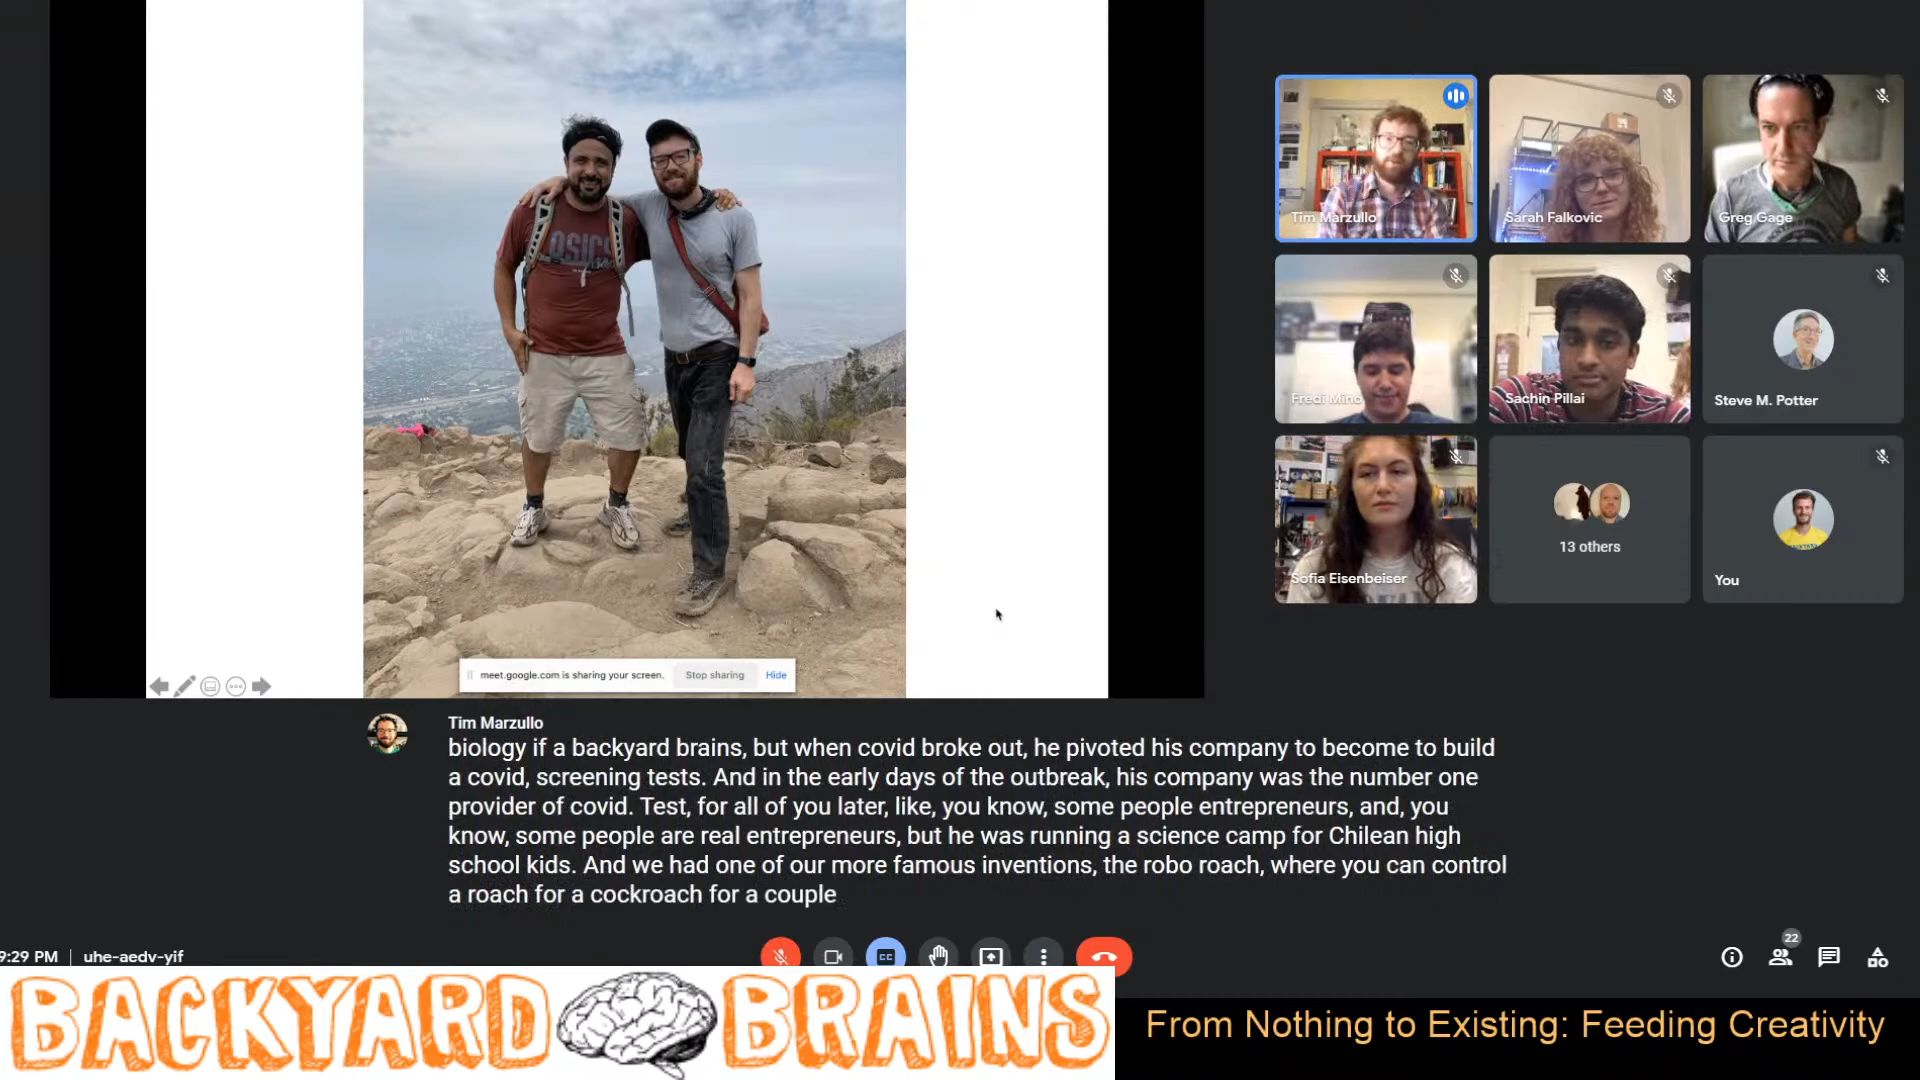 OSICS
Tim Marzullo
Sarah Falkovic
Greg Gage
Fredi Mino
Sachin Pillai
Steve M. Potter
Sofia Eisenbeiser
13 others
You
meet.google.com is sharing your screen.
Stop sharing
Hide
Tim Marzullo
biology if a backyard brains, but when covid broke out, he pivoted his company to become to build
a covid, screening tests. And in the early days of the outbreak, his company was the number one
provider of covid. Test, for all of you later, like, you know, some people entrepreneurs, and, you
know, some people are real entrepreneurs, but he was running a science camp for Chilean high
school kids. And we had one of our more famous inventions, the robo roach, where you can control
a roach for a cockroach for a couple
9:29 PM | uhe-aedv-yif
CC
22
BACKYARD BRAINS
From Nothing to Existing: Feeding Creativity